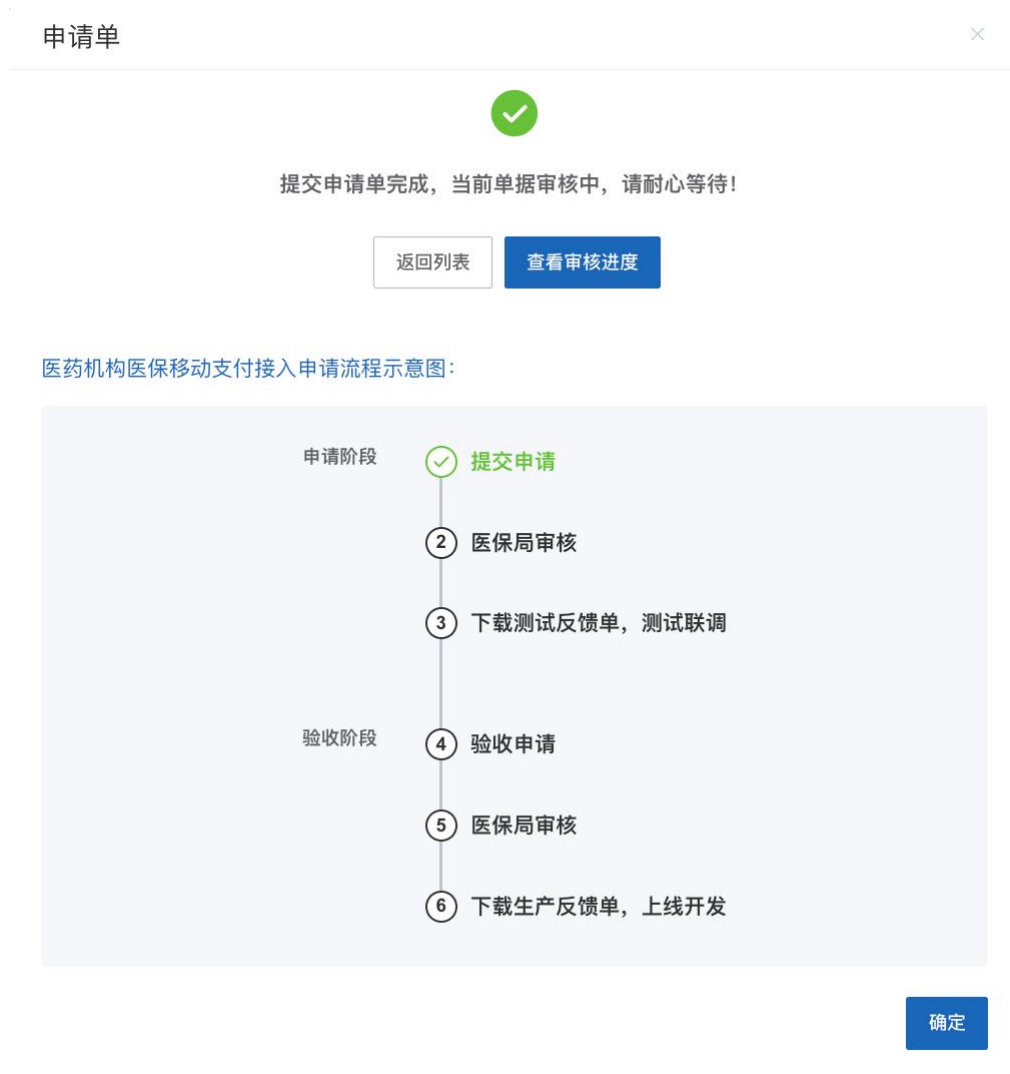 申请单
提交申请单完成，当前单据审核中，请耐心等待！
返回列表
查看审核进度
医药机构医保移动支付接入申请流程示意图：
申请阶段
提交申请
2 医保局审核
3 下载测试反馈单，测试联调
验收阶段
4 验收申请
5 医保局审核
6 下载生产反馈单，上线开发
确定